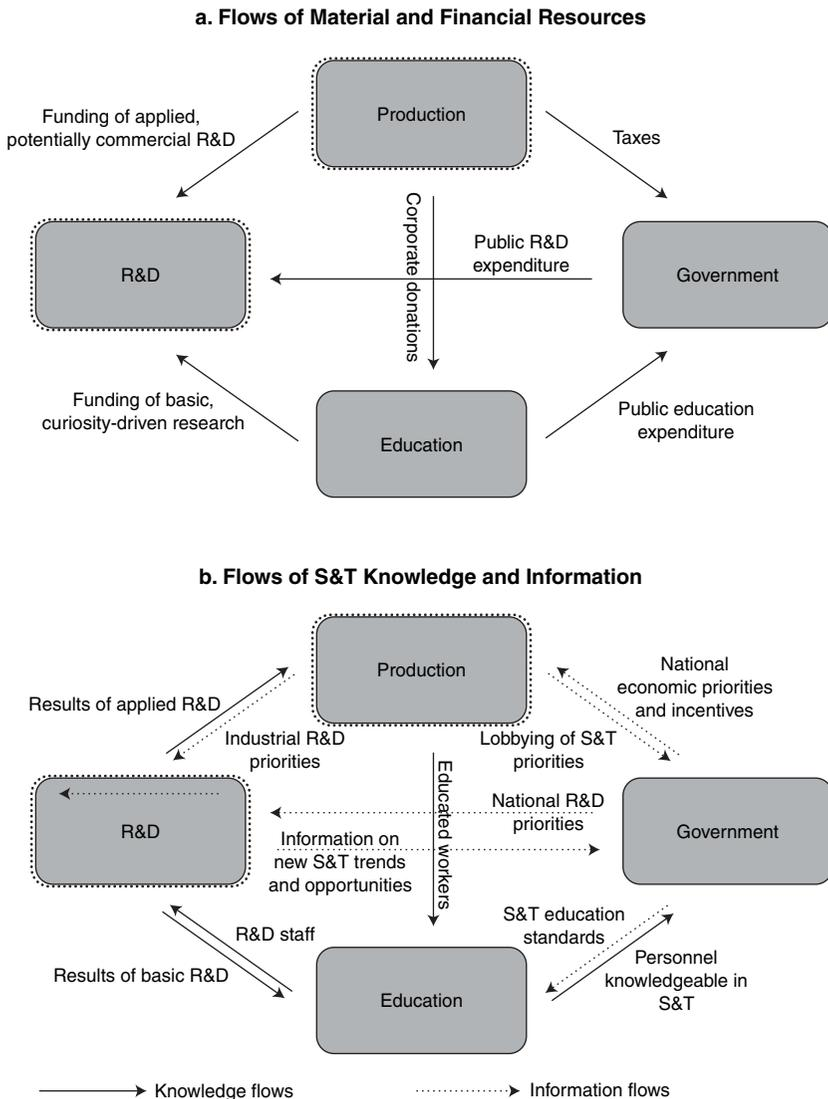 a. Flows of Material and Financial Resources
Production
Funding of applied,
potentially commercial R&D
Taxes
Corporate donations
Public R&D
expenditure
R&D
Government
Funding of basic,
curiosity-driven research
Education
Public education
expenditure
b. Flows of S&T Knowledge and Information
Production
National
economic priorities
and incentives
Results of applied R&D
Industrial R&D
priorities
Lobbying of S&T
priorities
Educated workers
R&D
National R&D
priorities
Government
Information on
new S&T trends
and opportunities
R&D staff
S&T education
standards
Results of basic R&D
Personnel
knowledgeable in
S&T
Education
Knowledge flows
Information flows